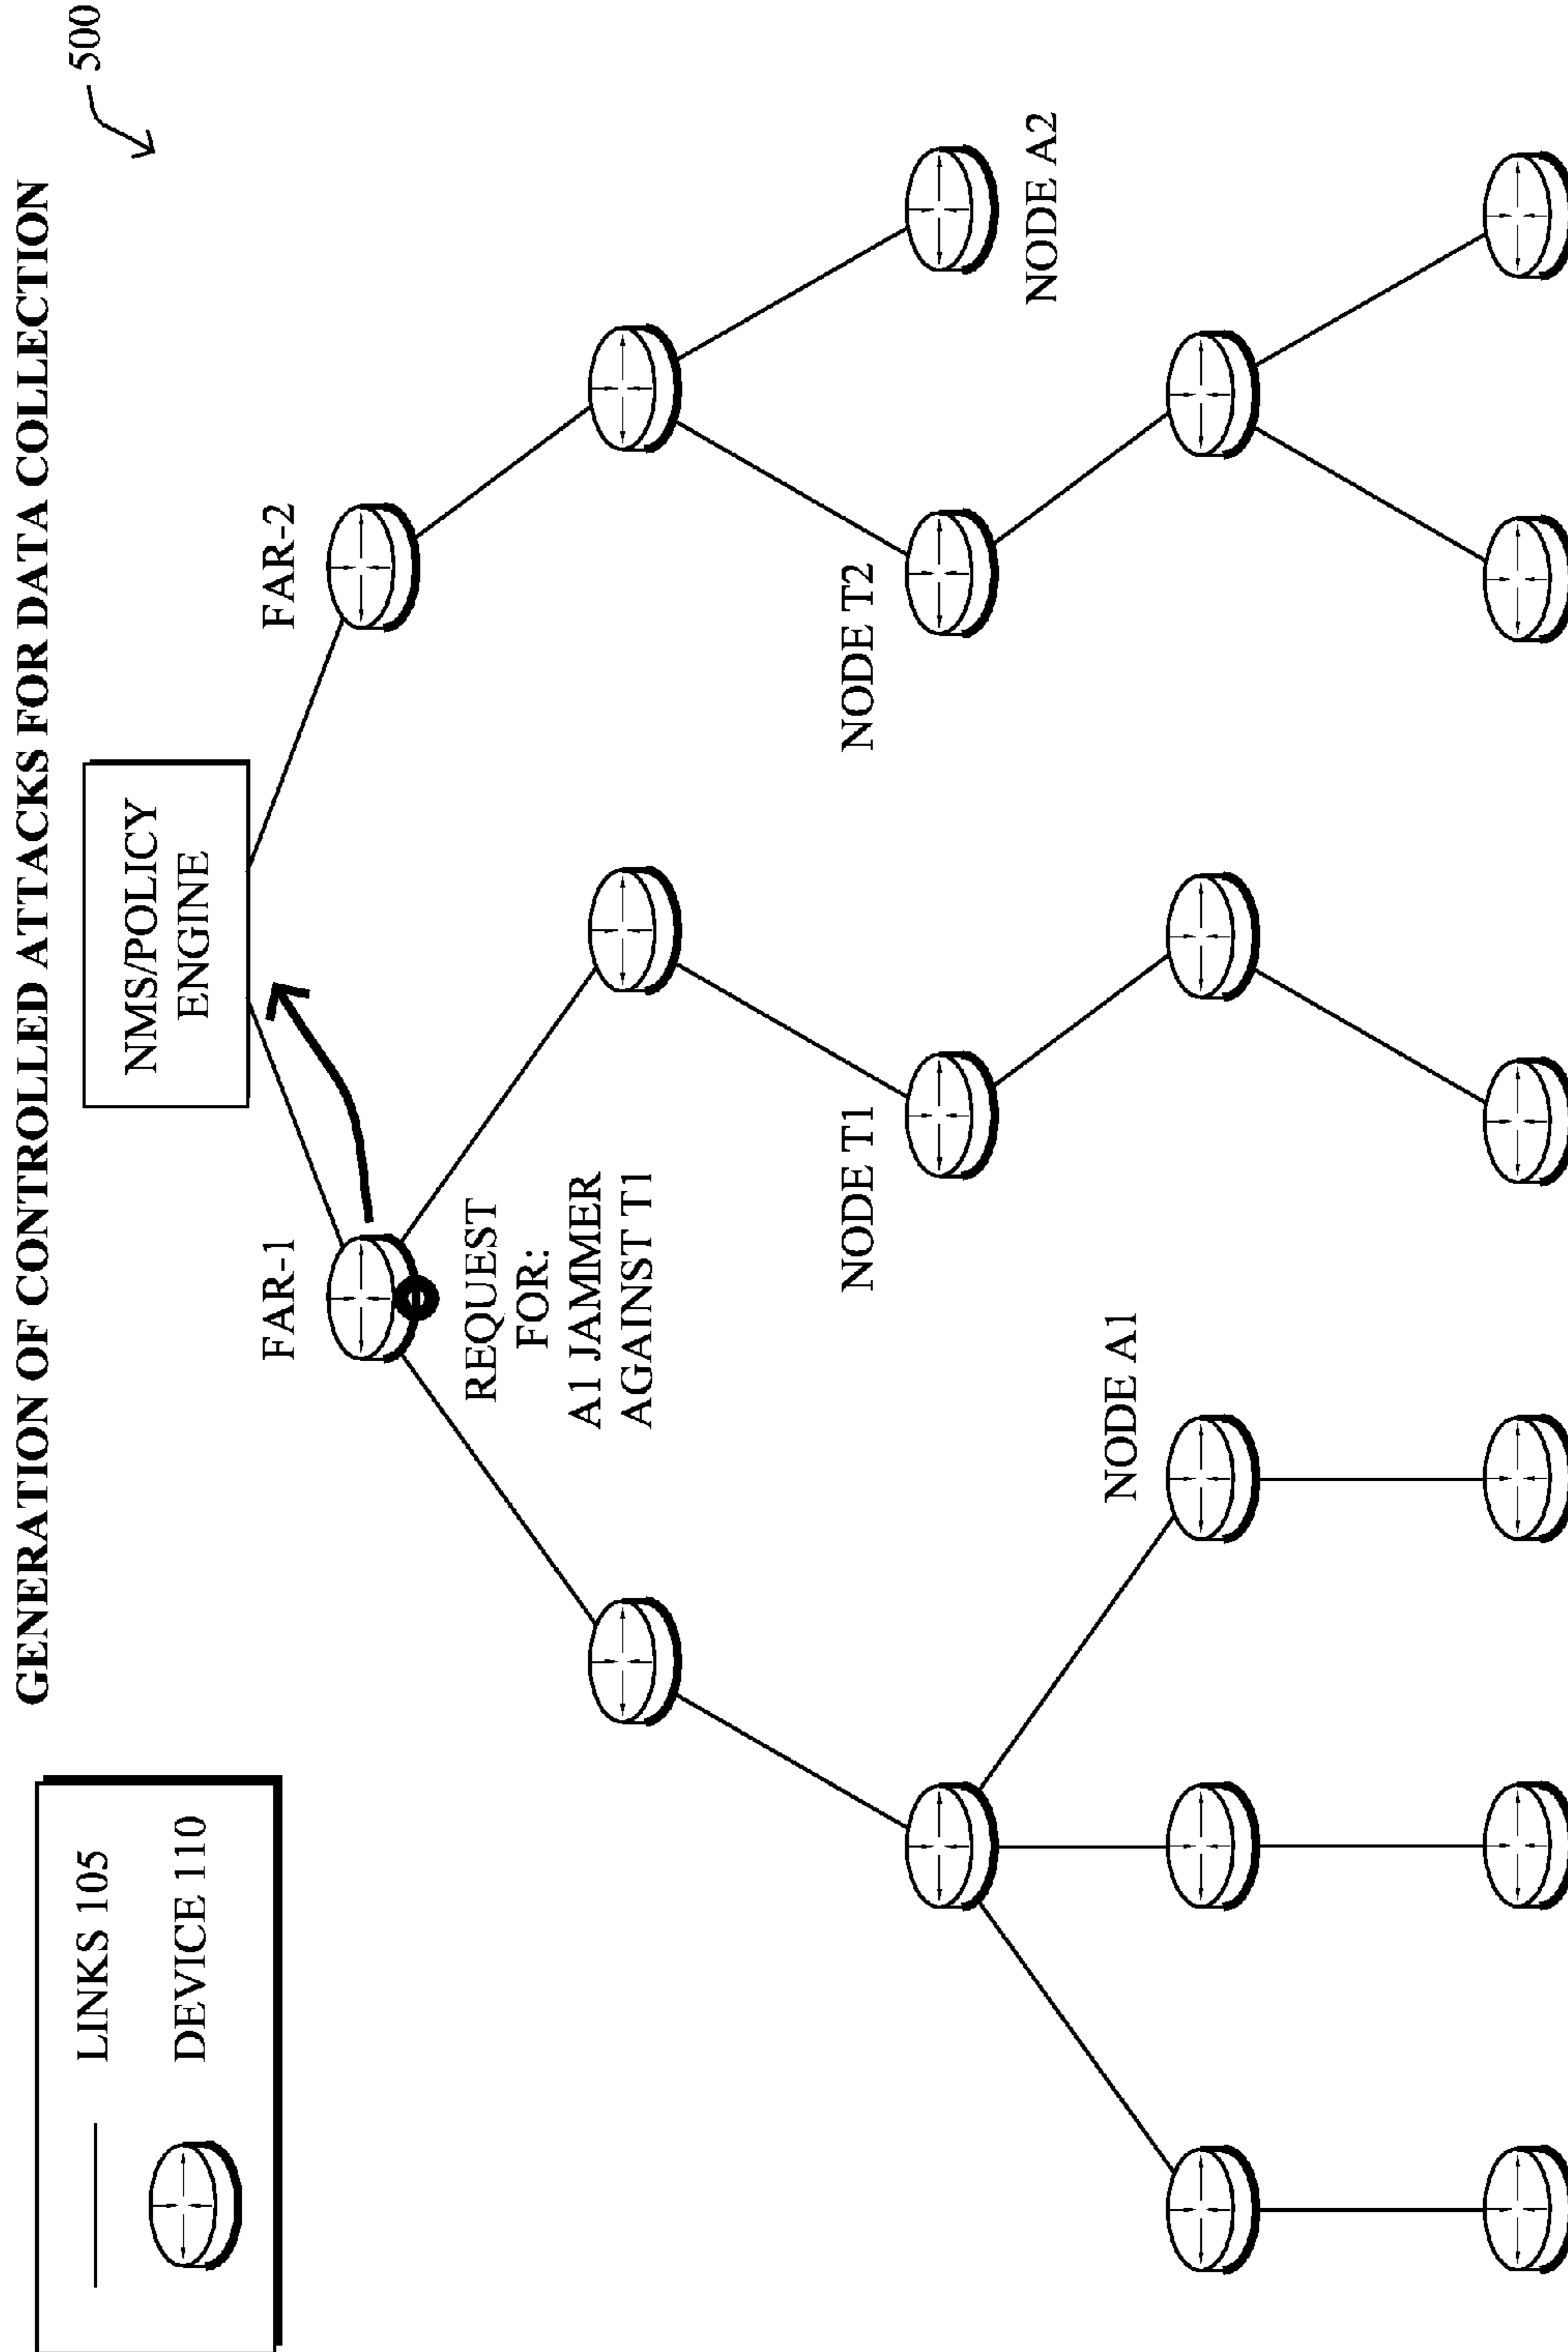 GENERATION OF CONTROLLED ATTACKS FOR DATA COLLECTION
500
LINKS 105
DEVICE 110
NMS/POLICY
ENGINE
FAR-1
FAR-2
REQUEST
FOR:
A1 JAMMER
AGAINST T1
NODE T1
NODE T2
NODE A2
NODE A1